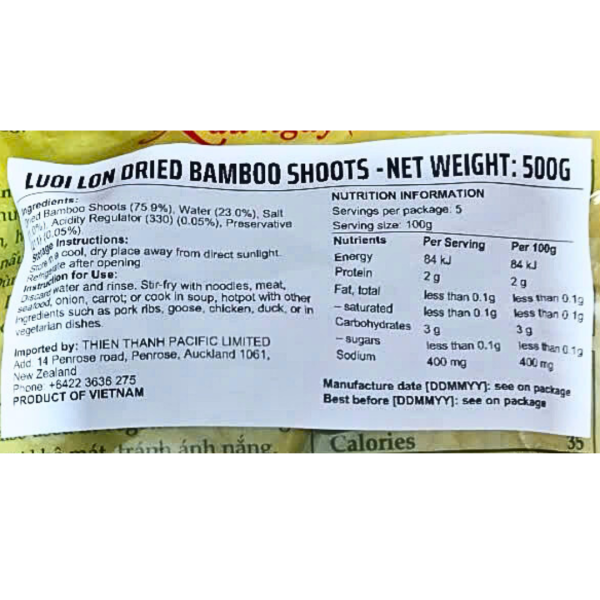 LUOI LON DRIED BAMBOO SHOOTS - NET WEIGHT: 500G
Ingredients:
Dried Bamboo Shoots (75.9%), Water (23.0%), Salt
Acidity Regulator (330) (0.05%), Preservative
(0.05%).
Storage Instructions:
Store in a cool, dry place away from direct sunlight.
Refrigerate after opening
Instruction for Use:
Discard water and rinse. Stir-fry with noodles, meat,
seafood, onion, carrot; or cook in soup, hotpot with other
ingredients such as pork ribs, goose, chicken, duck, or in
vegetarian dishes.
Imported by: THIEN THANH PACIFIC LIMITED
Add: 14 Penrose road, Penrose, Auckland 1061,
New Zealand
Phone: +6422 3636 275
PRODUCT OF VIETNAM
NUTRITION INFORMATION
Servings per package: 5
Serving size: 100g
Nutrients Per Serving Per 100g
Energy 84 kJ 84 kJ
Protein 2 g 2 g
Fat, total less than 0.1g less than 0.1g
– saturated less than 0.1g less than 0.1g
Carbohydrates 3 g 3 g
– sugars less than 0.1g less than 0.1g
Sodium 400 mg 400 mg
Manufacture date [DDMMYY]: see on package
Best before [DDMMYY]: see on package
tránh ánh nắng.
Calories 35